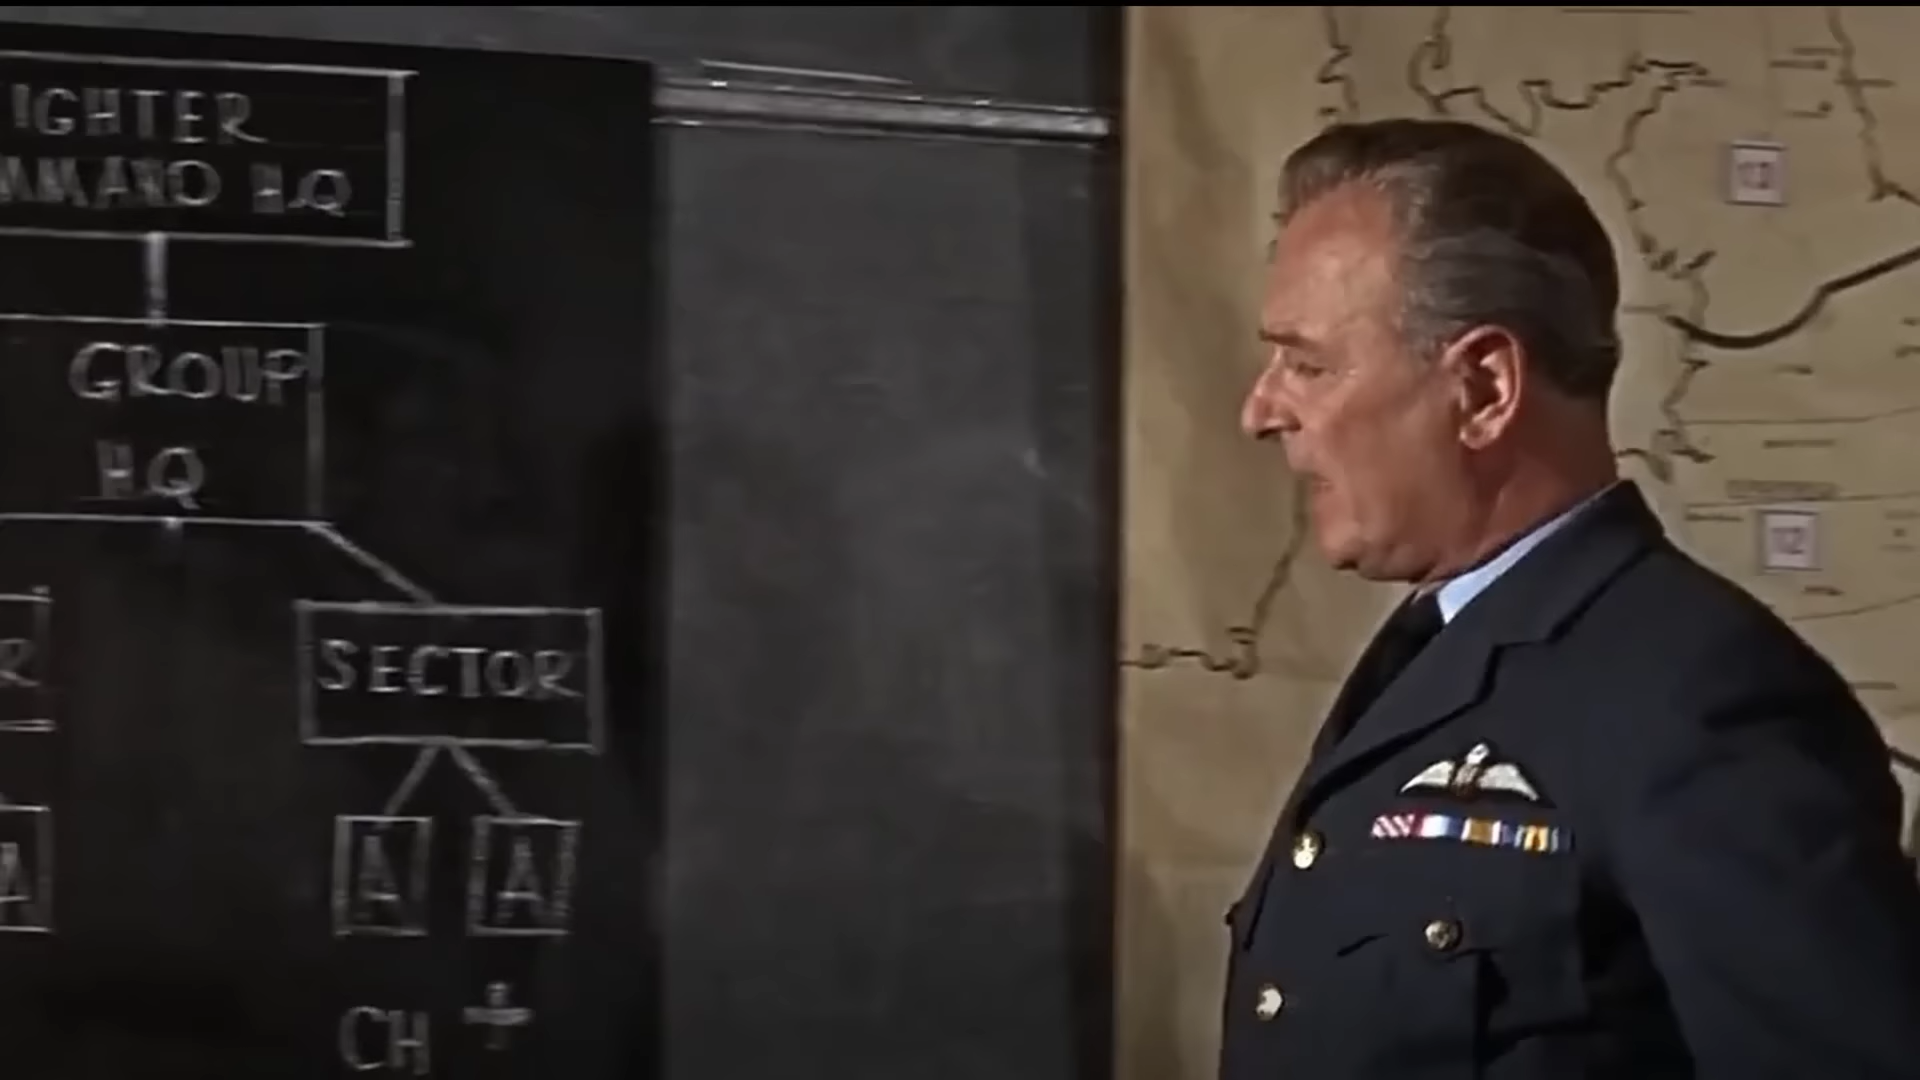 IGHTER
MMAND H.Q
GROUP
H.Q
R
SECTOR
A
A
A
CH +